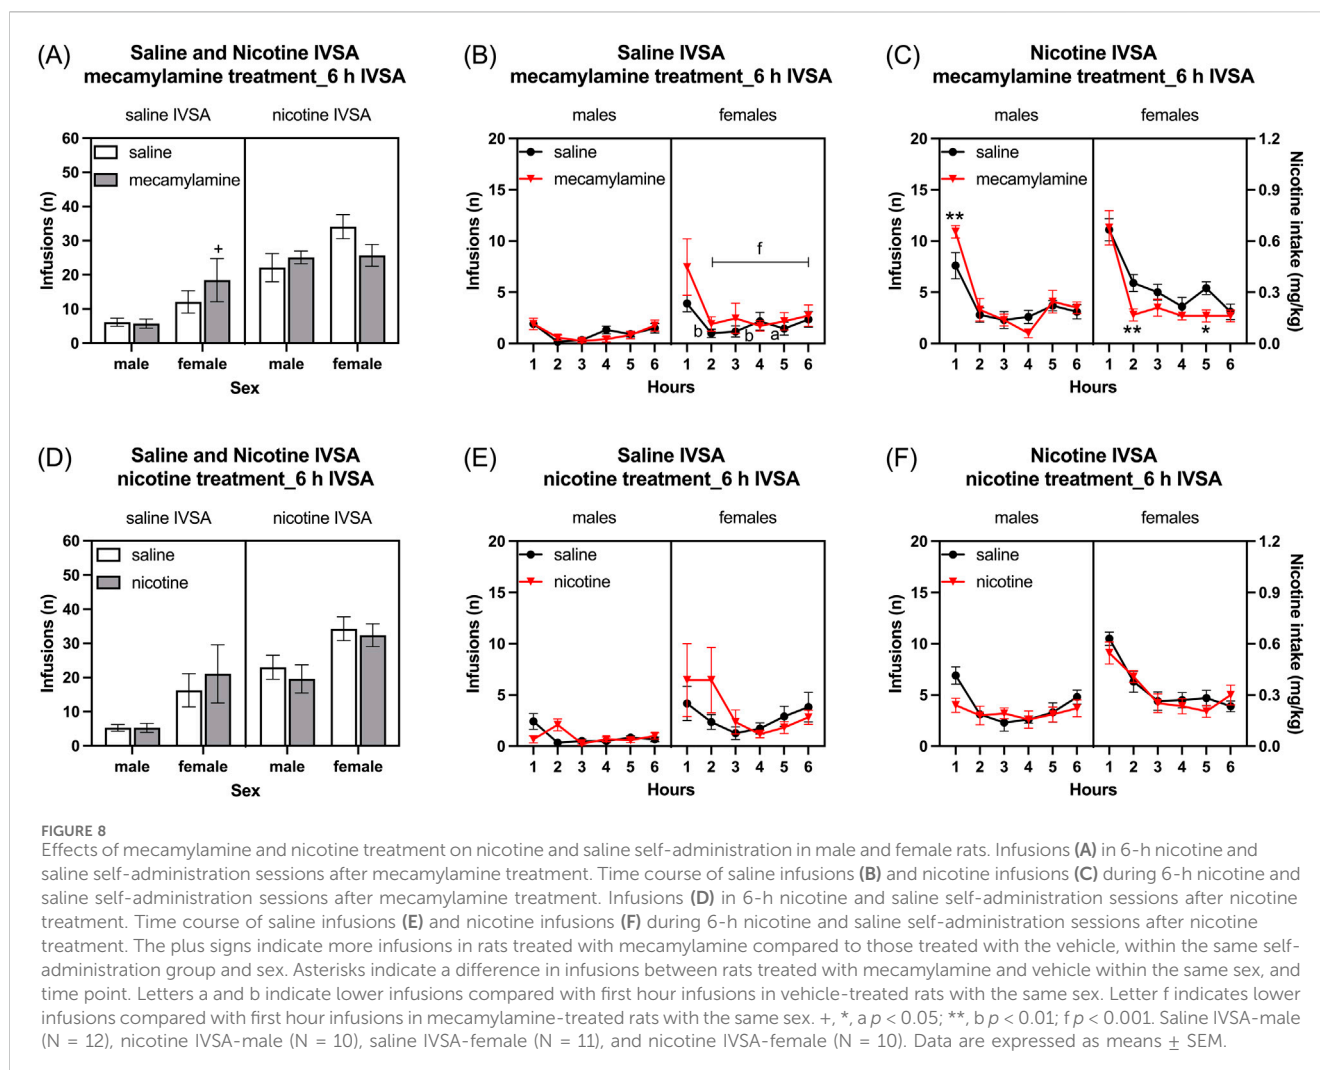 (A)
Saline and Nicotine IVSA
mecamylamine treatment_6 h IVSA
saline IVSA
nicotine IVSA
60
50
40
30
20
10
0
Infusions (n)
saline
mecamylamine
+
male
female
male
female
Sex
(B)
Saline IVSA
mecamylamine treatment_6 h IVSA
males
females
20
15
10
5
0
Infusions (n)
saline
mecamylamine
f
b
b
a
1 2 3 4 5 6
1 2 3 4 5 6
Hours
(C)
Nicotine IVSA
mecamylamine treatment_6 h IVSA
males
females
20
15
10
5
0
Infusions (n)
saline
mecamylamine
**
**
*
1.2
0.9
0.6
0.3
0.0
Nicotine intake (mg/kg)
1 2 3 4 5 6
1 2 3 4 5 6
Hours
(D)
Saline and Nicotine IVSA
nicotine treatment_6 h IVSA
saline IVSA
nicotine IVSA
60
50
40
30
20
10
0
Infusions (n)
saline
nicotine
male
female
male
female
Sex
(E)
Saline IVSA
nicotine treatment_6 h IVSA
males
females
20
15
10
5
0
Infusions (n)
saline
nicotine
1 2 3 4 5 6
1 2 3 4 5 6
Hours
(F)
Nicotine IVSA
nicotine treatment_6 h IVSA
males
females
20
15
10
5
0
Infusions (n)
saline
nicotine
1.2
0.9
0.6
0.3
0.0
Nicotine intake (mg/kg)
1 2 3 4 5 6
1 2 3 4 5 6
Hours
FIGURE 8
Effects of mecamylamine and nicotine treatment on nicotine and saline self-administration in male and female rats. Infusions (A) in 6-h nicotine and
saline self-administration sessions after mecamylamine treatment. Time course of saline infusions (B) and nicotine infusions (C) during 6-h nicotine and
saline self-administration sessions after mecamylamine treatment. Infusions (D) in 6-h nicotine and saline self-administration sessions after nicotine
treatment. Time course of saline infusions (E) and nicotine infusions (F) during 6-h nicotine and saline self-administration sessions after nicotine
treatment. The plus signs indicate more infusions in rats treated with mecamylamine compared to those treated with the vehicle, within the same self-
administration group and sex. Asterisks indicate a difference in infusions between rats treated with mecamylamine and vehicle within the same sex, and
time point. Letters a and b indicate lower infusions compared with first hour infusions in vehicle-treated rats with the same sex. Letter f indicates lower
infusions compared with first hour infusions in mecamylamine-treated rats with the same sex. +, *, a p < 0.05; **, b p < 0.01; f p < 0.001. Saline IVSA-male
(N = 12), nicotine IVSA-male (N = 10), saline IVSA-female (N = 11), and nicotine IVSA-female (N = 10). Data are expressed as means ± SEM.